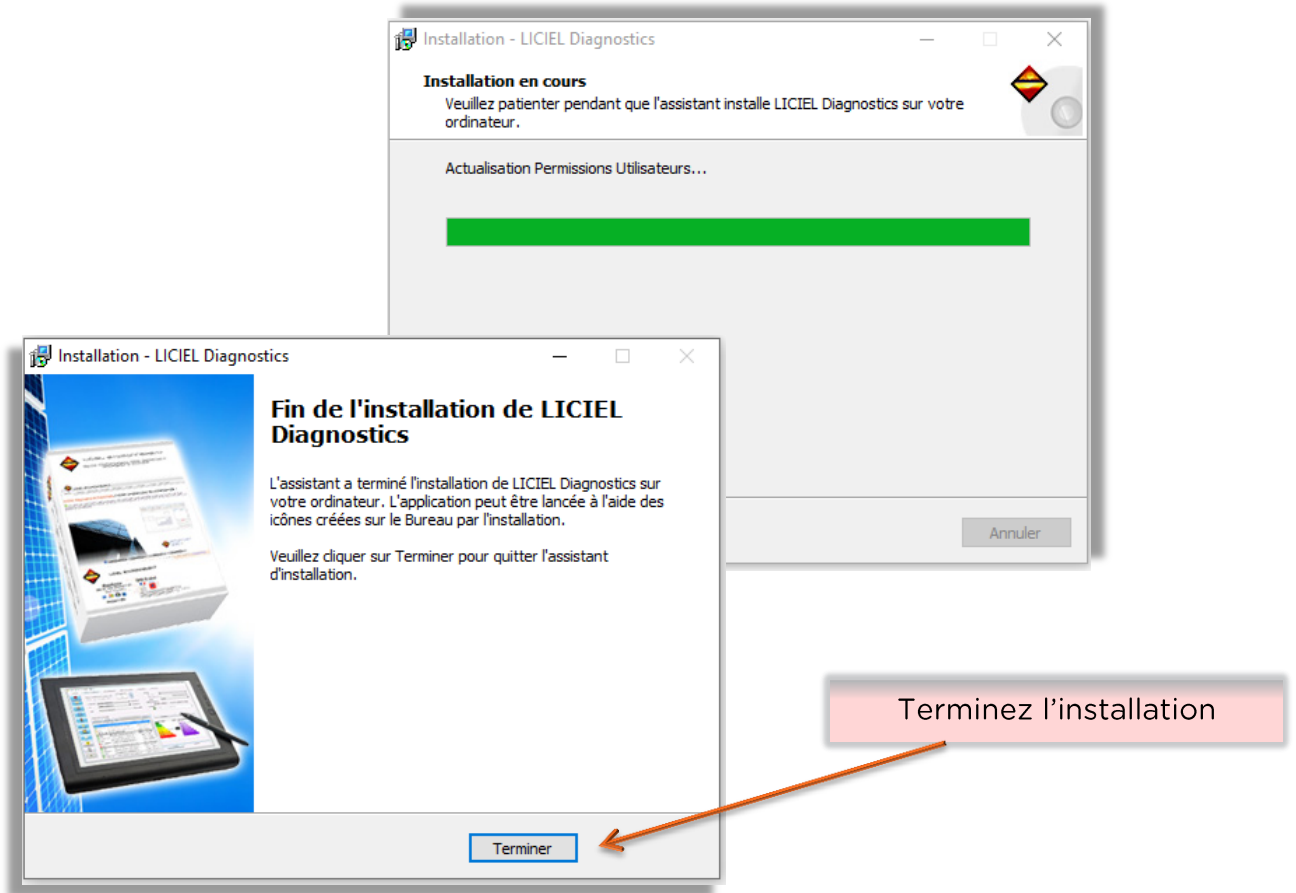 Installation - LICIEL Diagnostics
Installation en cours
Veuillez patienter pendant que l'assistant installe LICIEL Diagnostics sur votre
ordinateur.
Actualisation Permissions Utilisateurs...
Annuler
Installation - LICIEL Diagnostics
Fin de l'installation de LICIEL
Diagnostics
L'assistant a terminé l'installation de LICIEL Diagnostics sur
votre ordinateur. L'application peut être lancée à l'aide des
icônes créées sur le Bureau par l'installation.
Veuillez cliquer sur Terminer pour quitter l'assistant
d'installation.
Terminer
Terminez l’installation